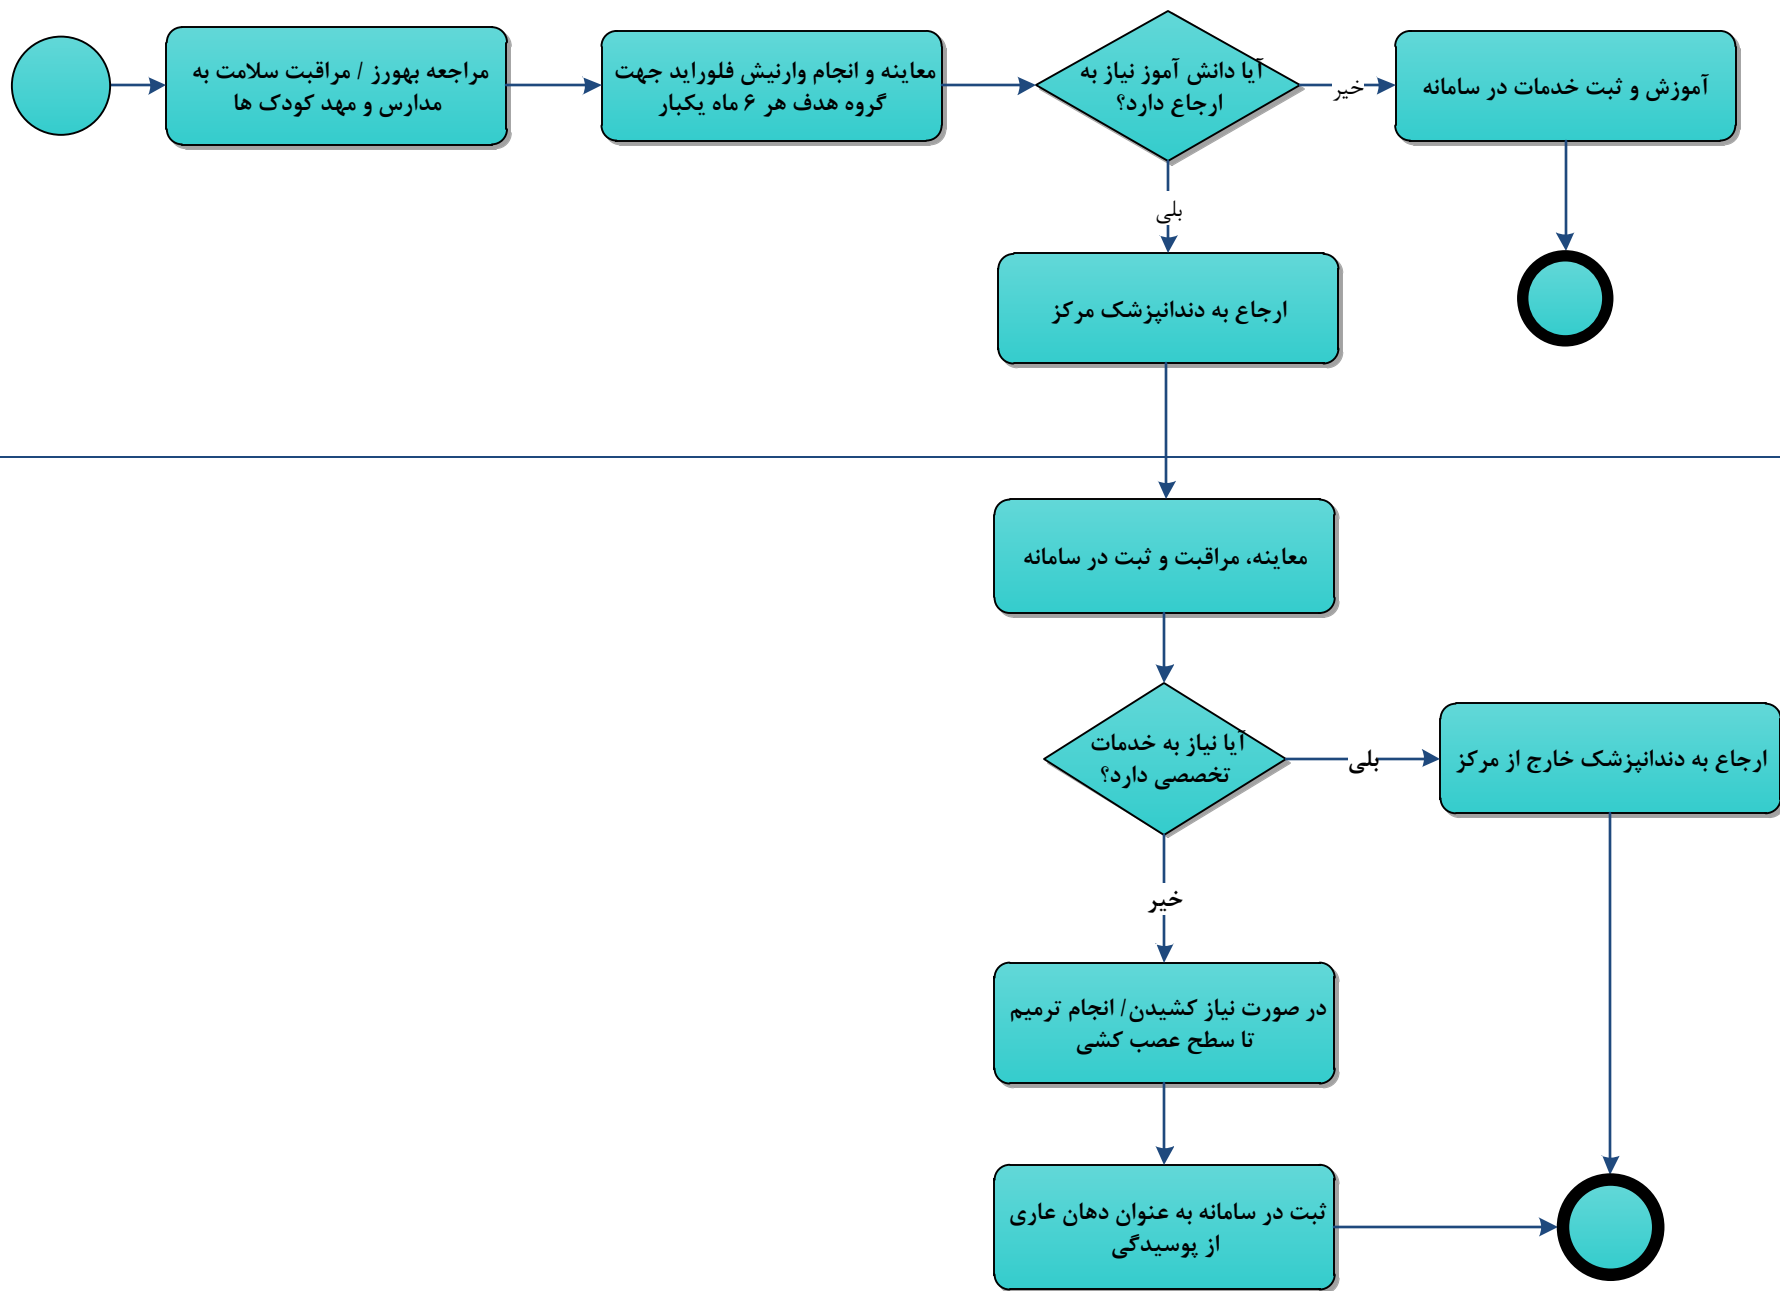 مراجعه بهورز / مراقبت سلامت به
مدارس و مهد کودک ها
معاینه و انجام وارنیش فلوراید جهت
گروه هدف هر ۶ ماه یکبار
آیا دانش آموز نیاز به
ارجاع دارد؟
خیر
آموزش و ثبت خدمات در سامانه
بلی
ارجاع به دندانپزشک مرکز
معاینه، مراقبت و ثبت در سامانه
آیا نیاز به خدمات
تخصصی دارد؟
بلی
ارجاع به دندانپزشک خارج از مرکز
خیر
در صورت نیاز کشیدن/ انجام ترمیم
تا سطح عصب کشی
ثبت در سامانه به عنوان دهان عاری
از پوسیدگی